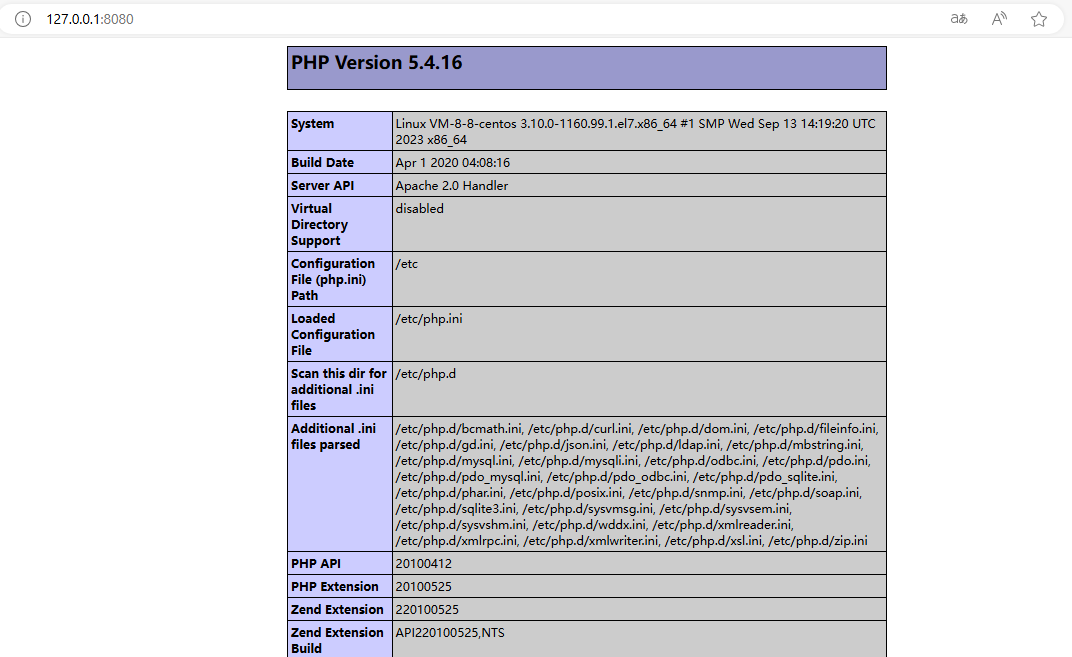 127.0.0.1:8080
PHP Version 5.4.16
System
Linux VM-8-8-centos 3.10.0-1160.99.1.el7.x86_64 #1 SMP Wed Sep 13 14:19:20 UTC
2023 x86_64
Build Date
Apr 1 2020 04:08:16
Server API
Apache 2.0 Handler
Virtual
Directory
Support
disabled
Configuration
File (php.ini)
Path
/etc
Loaded
Configuration
File
/etc/php.ini
Scan this dir for
additional .ini
files
/etc/php.d
Additional .ini
files parsed
/etc/php.d/bcmath.ini, /etc/php.d/curl.ini, /etc/php.d/dom.ini, /etc/php.d/fileinfo.ini,
/etc/php.d/gd.ini, /etc/php.d/json.ini, /etc/php.d/ldap.ini, /etc/php.d/mbstring.ini,
/etc/php.d/mysql.ini, /etc/php.d/mysqli.ini, /etc/php.d/odbc.ini, /etc/php.d/pdo.ini,
/etc/php.d/pdo_mysql.ini, /etc/php.d/pdo_odbc.ini, /etc/php.d/pdo_sqlite.ini,
/etc/php.d/phar.ini, /etc/php.d/posix.ini, /etc/php.d/snmp.ini, /etc/php.d/soap.ini,
/etc/php.d/sqlite3.ini, /etc/php.d/sysvmsg.ini, /etc/php.d/sysvsem.ini,
/etc/php.d/sysvshm.ini, /etc/php.d/wddx.ini, /etc/php.d/xmlreader.ini,
/etc/php.d/xmlrpc.ini, /etc/php.d/xmlwriter.ini, /etc/php.d/xsl.ini, /etc/php.d/zip.ini
PHP API
20100412
PHP Extension
20100525
Zend Extension
220100525
Zend Extension
Build
API220100525,NTS